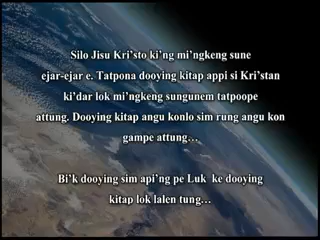 Silo Jisu Kri'sto ki'ng mi'ngkeng sune
ejar-ejar e. Tatpona dooying kitap appi si Kri'stan
ki'dar lok mi'ngkeng sungunem tatpoope
attung. Dooying kitap angu konlo sim rung angu kon
gampe attung...
Bi'k dooying sim api'ng pe Luk ke dooying
kitap lok lalen tung...